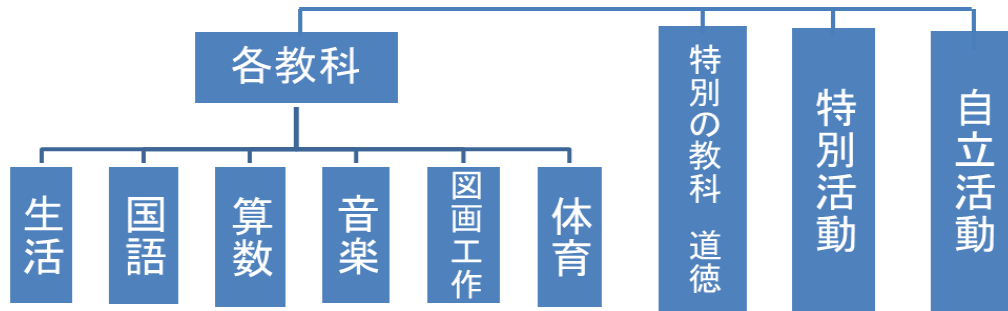 各教科
生活
国語
算数
音楽
図画工作
体育
特別の教科 道徳
特別活動
自立活動